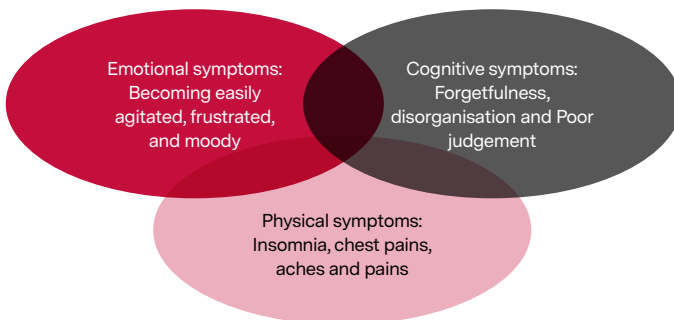 Emotional symptoms:
Becoming easily
agitated, frustrated,
and moody
Cognitive symptoms:
Forgetfulness,
disorganisation and Poor
judgement
Physical symptoms:
Insomnia, chest pains,
aches and pains